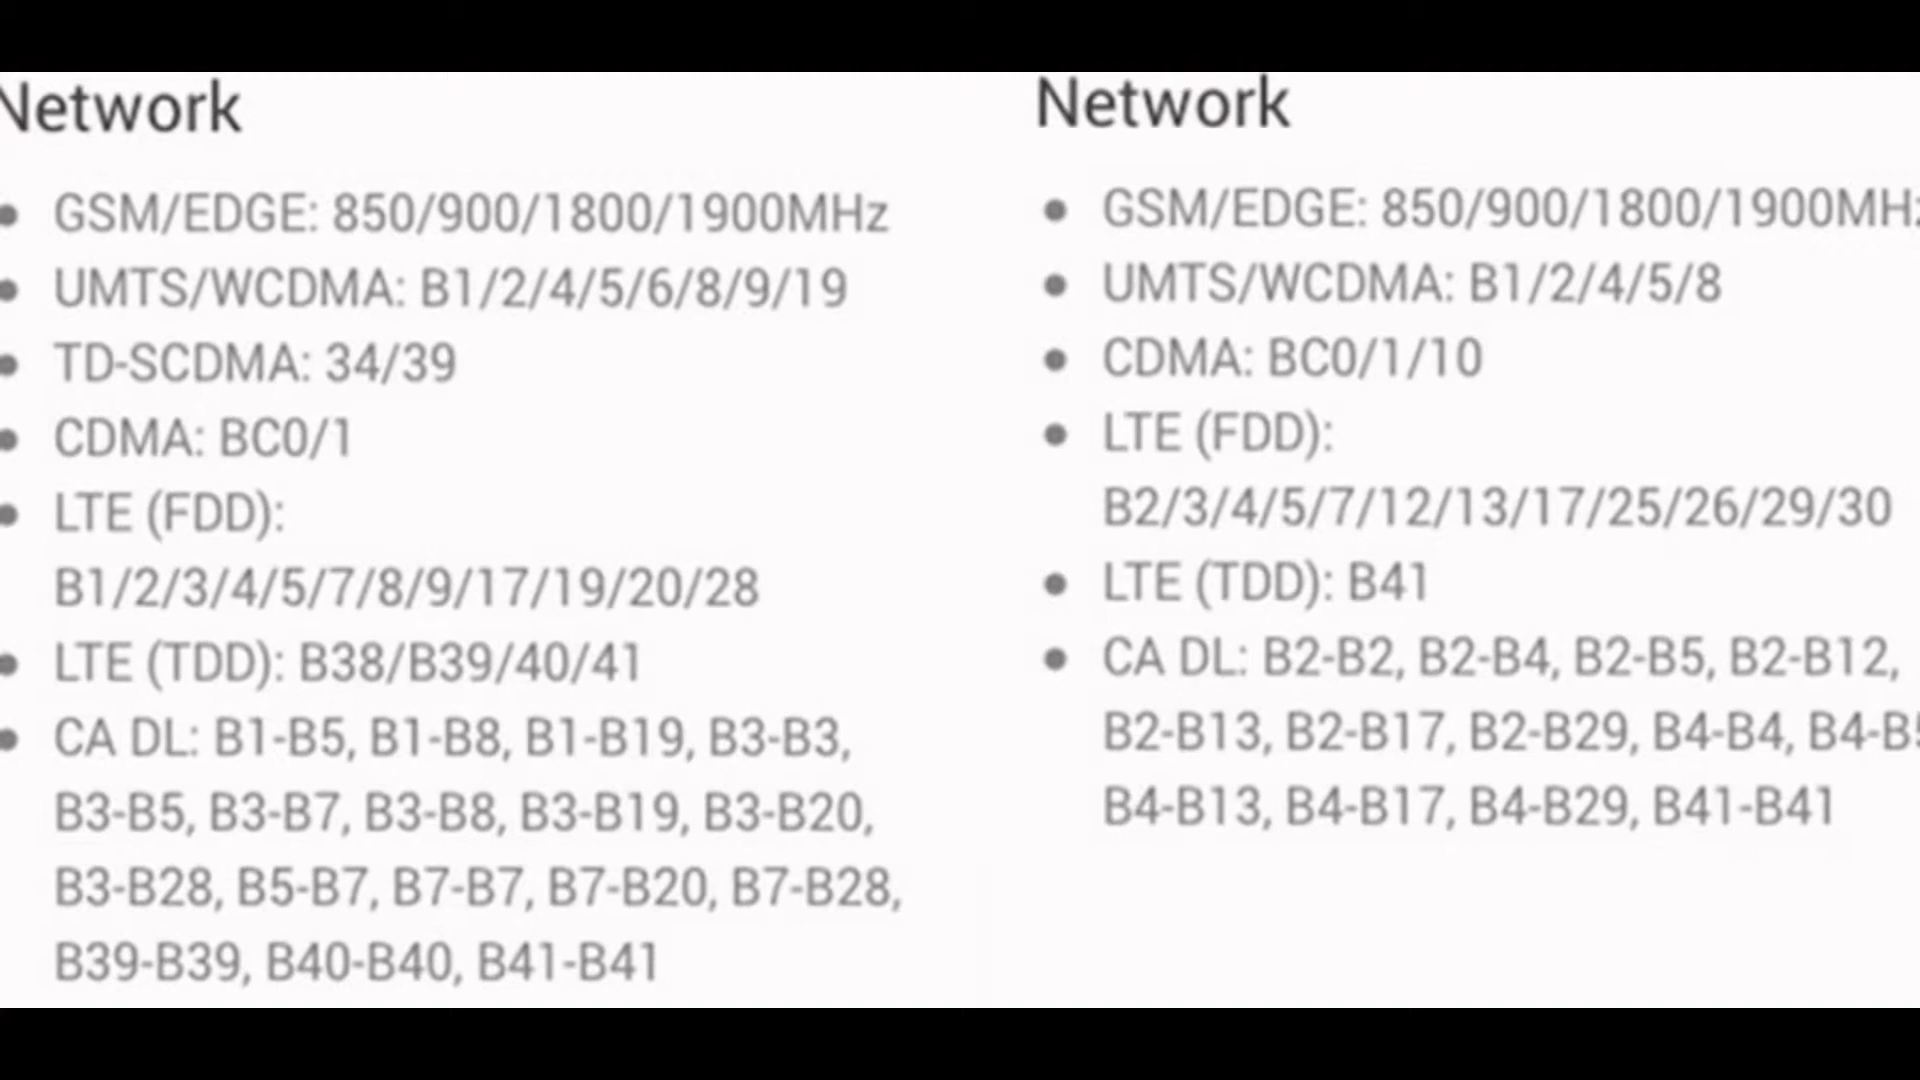 Network
GSM/EDGE: 850/900/1800/1900MHz
UMTS/WCDMA: B1/2/4/5/6/8/9/19
TD-SCDMA: 34/39
CDMA: BC0/1
LTE (FDD):
B1/2/3/4/5/7/8/9/17/19/20/28
LTE (TDD): B38/B39/40/41
CA DL: B1-B5, B1-B8, B1-B19, B3-B3,
B3-B5, B3-B7, B3-B8, B3-B19, B3-B20,
B3-B28, B5-B7, B7-B7, B7-B20, B7-B28,
B39-B39, B40-B40, B41-B41
Network
GSM/EDGE: 850/900/1800/1900MHz
UMTS/WCDMA: B1/2/4/5/8
CDMA: BC0/1/10
LTE (FDD):
B2/3/4/5/7/12/13/17/25/26/29/30
LTE (TDD): B41
CA DL: B2-B2, B2-B4, B2-B5, B2-B12,
B2-B13, B2-B17, B2-B29, B4-B4, B4-B5
B4-B13, B4-B17, B4-B29, B41-B41